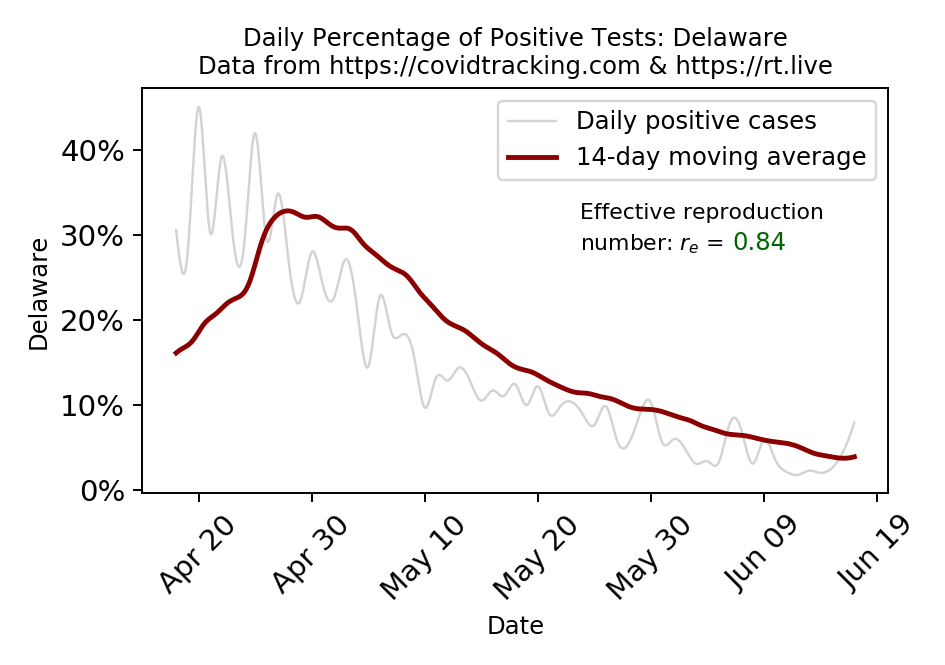 Daily Percentage of Positive Tests: Delaware
Data from https://covidtracking.com & https://rt.live
Daily positive cases
14-day moving average
Effective reproduction
number: rₑ = 0.84
Delaware
40%
30%
20%
10%
0%
Apr 20
Apr 30
May 10
May 20
May 30
Jun 09
Jun 19
Date